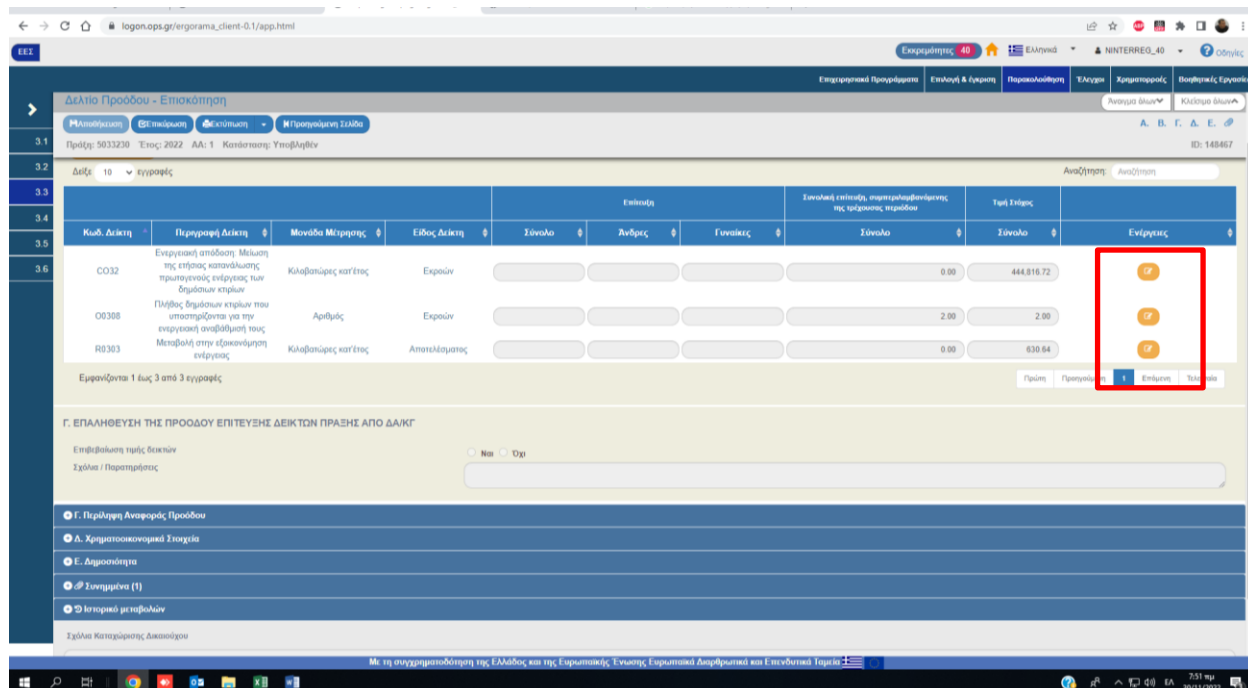 logon.ops.gr/ergorama_client-0.1/app.html
ΕΕΣ
Εκκρεμότητες 40
Ελληνικά
NINTERREG_40
Οδηγίες
Επιχειρησιακά Προγράμματα
Επιλογή & έγκριση
Παρακολούθηση
Έλεγχοι
Χρηματορροές
Βοηθητικές Εργασίε
Δελτίο Προόδου - Επισκόπηση
Άνοιγμα όλων
Κλείσιμο όλων
Αποθήκευση
Επικύρωση
Εκτύπωση
Προηγούμενη Σελίδα
Α. Β. Γ. Δ. Ε.
Πράξη: 5033230 Έτος: 2022 ΑΑ: 1 Κατάσταση: Υποβληθέν
ID: 148467
3.1
3.2
3.3
3.4
3.5
3.6
Δείξε 10 εγγραφές
Αναζήτηση: Αναζήτηση
Επίτευξη
Συνολική επίτευξη, συμπεριλαμβανόμενης της τρέχουσας περιόδου
Τιμή Στόχος
Κωδ. Δείκτη
Περιγραφή Δείκτη
Μονάδα Μέτρησης
Είδος Δείκτη
Σύνολο
Άνδρες
Γυναίκες
Σύνολο
Σύνολο
Ενέργειες
CO32
Ενεργειακή απόδοση: Μείωση
της ετήσιας κατανάλωσης
πρωτογενούς ενέργειας των
δημόσιων κτιρίων
Κιλοβατώρες κατ'έτος
Εκροών
0.00
444,816.72
O0308
Πλήθος δημόσιων κτιρίων που
υποστηρίζονται για την
ενεργειακή αναβάθμισή τους
Αριθμός
Εκροών
2.00
2.00
R0303
Μεταβολή στην εξοικονόμηση
ενέργειας
Κιλοβατώρες κατ'έτος
Αποτελέσματος
0.00
630.64
Εμφανίζονται 1 έως 3 από 3 εγγραφές
Πρώτη
Προηγούμενη
1
Επόμενη
Τελευταία
Γ. ΕΠΑΛΗΘΕΥΣΗ ΤΗΣ ΠΡΟΟΔΟΥ ΕΠΙΤΕΥΞΗΣ ΔΕΙΚΤΩΝ ΠΡΑΞΗΣ ΑΠΟ ΔΑ/ΚΓ
Επιβεβαίωση τιμής δεικτών
Ναι
Όχι
Σχόλια / Παρατηρήσεις
Γ. Περίληψη Αναφοράς Προόδου
Δ. Χρηματοοικονομικά Στοιχεία
Ε. Δημοσιότητα
Συνημμένα (1)
Ιστορικό μεταβολών
Σχόλια Καταχώρισης Δικαιούχου
Με τη συγχρηματοδότηση της Ελλάδος και της Ευρωπαϊκής Ένωσης Ευρωπαϊκά Διαρθρωτικά και Επενδυτικά Ταμεία
ΕΛ
7:51 πμ